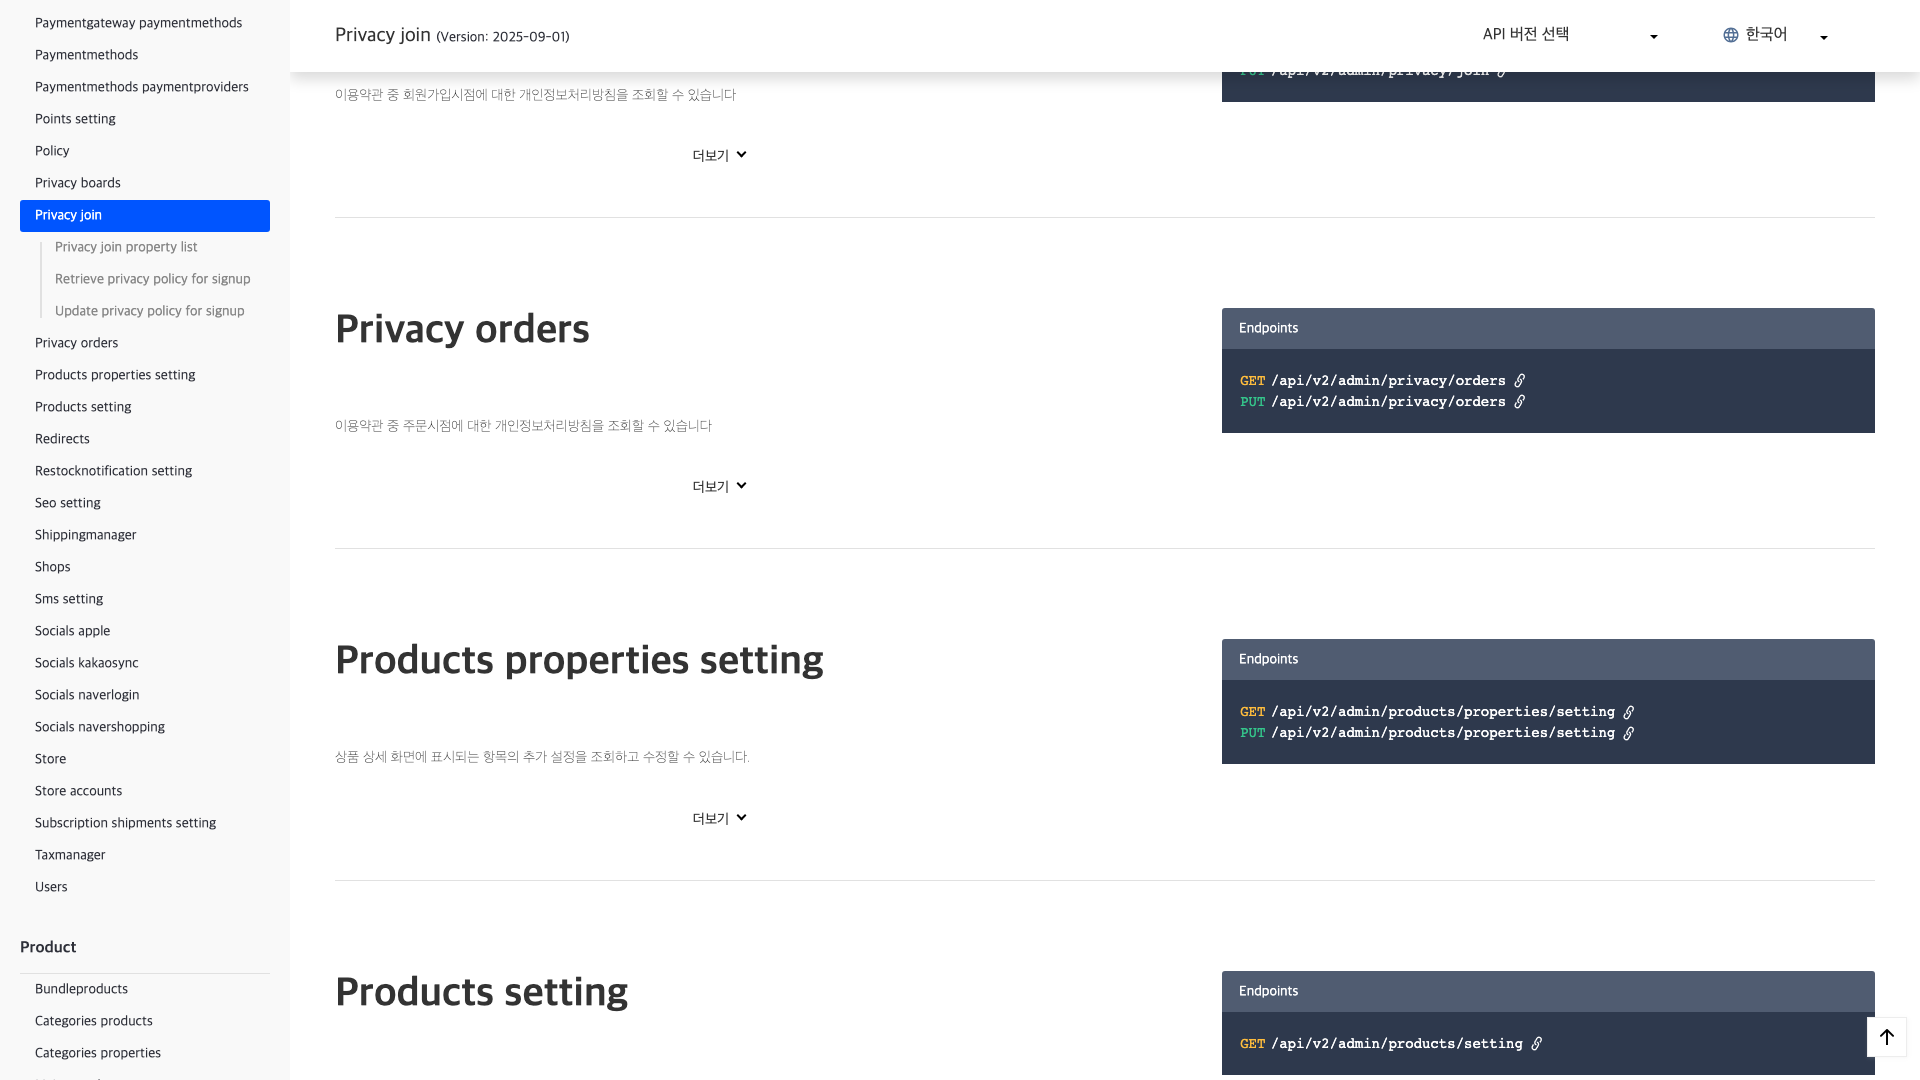 Paymentgateway paymentmethods
Paymentmethods
Paymentmethods paymentproviders
Points setting
Policy
Privacy boards
Privacy join
Privacy join property list
Retrieve privacy policy for signup
Update privacy policy for signup
Privacy orders
Products properties setting
Products setting
Redirects
Restocknotification setting
Seo setting
Shippingmanager
Shops
Sms setting
Socials apple
Socials kakaosync
Socials naverlogin
Socials navershopping
Store
Store accounts
Subscription shipments setting
Taxmanager
Users
Product
Bundleproducts
Categories products
Categories properties
Privacy join (Version: 2025-09-01)
API 버전 선택
한국어
PUT /api/v2/admin/privacy/join
이용약관 중 회원가입시점에 대한 개인정보처리방침을 조회할 수 있습니다
더보기
Privacy orders
Endpoints
GET /api/v2/admin/privacy/orders
PUT /api/v2/admin/privacy/orders
이용약관 중 주문시점에 대한 개인정보처리방침을 조회할 수 있습니다
더보기
Products properties setting
Endpoints
GET /api/v2/admin/products/properties/setting
PUT /api/v2/admin/products/properties/setting
상품 상세 화면에 표시되는 항목의 추가 설정을 조회하고 수정할 수 있습니다.
더보기
Products setting
Endpoints
GET /api/v2/admin/products/setting